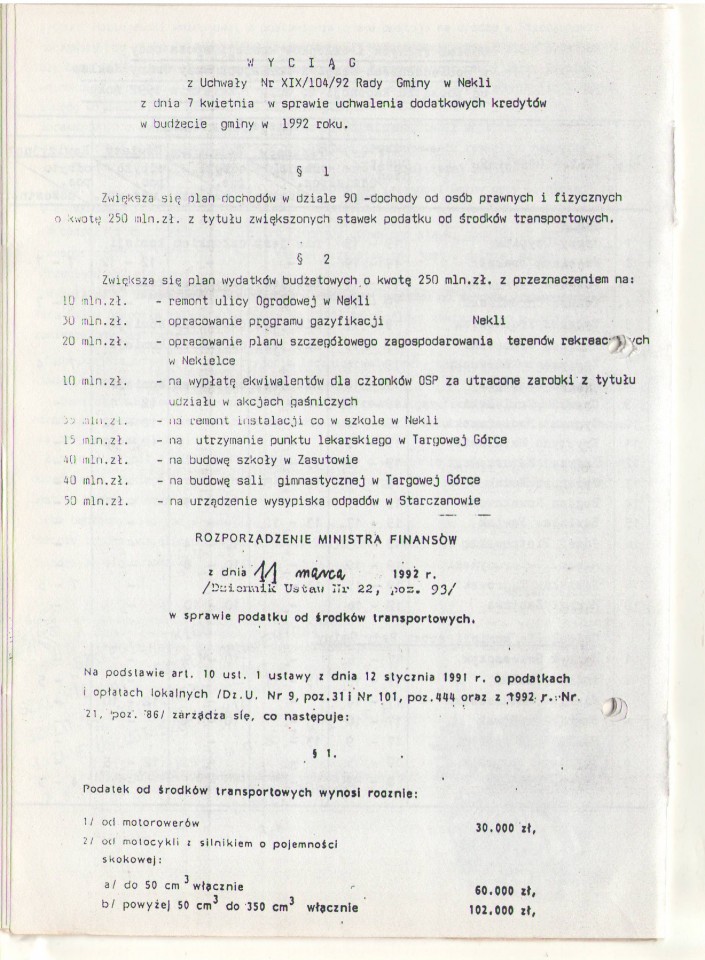 W Y C I Ą G
z Uchwały Nr XIX/104/92 Rady Gminy w Nekli
z dnia 7 kwietnia w sprawie uchwalenia dodatkowych kredytów
w budżecie gminy w 1992 roku.
§ 1
Zwiększa się plan dochodów w dziale 90 -dochody od osób prawnych i fizycznych
o kwotę 250 mln.zł. z tytułu zwiększonych stawek podatku od środków transportowych.
§ 2
Zwiększa się plan wydatków budżetowych o kwotę 250 mln.zł. z przeznaczeniem na:
10 mln.zł. - remont ulicy Ogrodowej w Nekli
30 mln.zł. - opracowanie programu gazyfikacji Nekli
20 mln.zł. - opracowanie planu szczegółowego zagospodarowania terenów
w Nekielce
10 mln.zł. - na wypłatę ekwiwalentów dla członków OSP za utracone zarobki z tytułu
udziału w akcjach gaśniczych
mln.zł. - na remont instalacji co w szkole w Nekli
15 mln.zł. - na utrzymanie punktu lekarskiego w Targowej Górce
40 mln.zł. - na budowę szkoły w Zasutowie
40 mln.zł. - na budowę sali gimnastycznej w Targowej Górce
50 mln.zł. - na urządzenie wysypiska odpadów w Starczanowie
ROZPORZĄDZENIE MINISTRA FINANSÓW
z dnia 11 marca 1992 r.
/Dziennik Ustaw Nr 22, poz. 93/
w sprawie podatku od środków transportowych.
Na podstawie art. 10 ust. 1 ustawy z dnia 12 stycznia 1991 r. o podatkach
i opłatach lokalnych /Dz.U. Nr 9, poz.31 i Nr 101, poz.444 oraz z 1992 r. Nr
21, poz. 86/ zarządza się, co następuje:
§ 1.
Podatek od środków transportowych wynosi rocznie:
1/ od motorowerów 30.000 zł,
2/ od motocykli z silnikiem o pojemności
skokowej:
a/ do 50 cm³ włącznie 60.000 zł,
b/ powyżej 50 cm³ do 350 cm³ włącznie 102.000 zł,